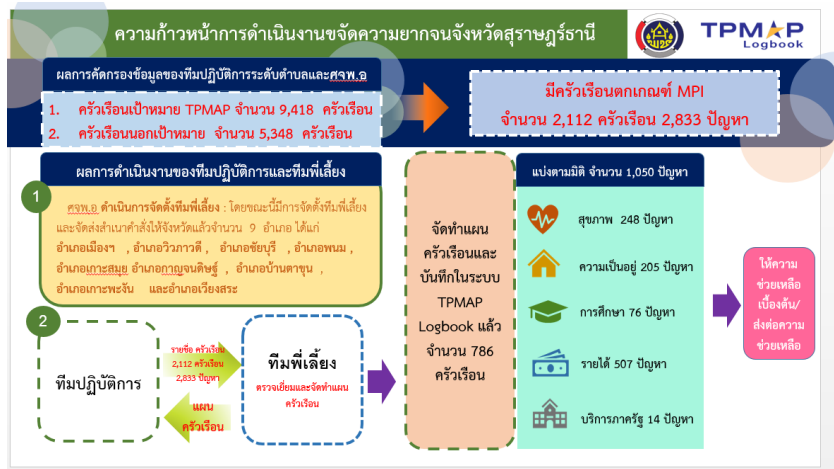 ความก้าวหน้าการดำเนินงานขจัดความยากจนจังหวัดสุราษฎร์ธานี
TPMAP
Logbook
ผลการคัดกรองข้อมูลของทีมปฏิบัติการระดับตำบลและศจพ.อ
1. ครัวเรือนเป้าหมาย TPMAP จำนวน 9,418 ครัวเรือน
2. ครัวเรือนนอกเป้าหมาย จำนวน 5,348 ครัวเรือน
มีครัวเรือนตกเกณฑ์ MPI
จำนวน 2,112 ครัวเรือน 2,833 ปัญหา
ผลการดำเนินงานของทีมปฏิบัติการและทีมพี่เลี้ยง
1
ศจพ.อ ดำเนินการจัดตั้งทีมพี่เลี้ยง : โดยขณะนี้มีการจัดตั้งทีมพี่เลี้ยง
และจัดส่งสำเนาคำสั่งให้จังหวัดแล้วจำนวน 9 อำเภอ ได้แก่
อำเภอเมืองฯ , อำเภอวิภาวดี , อำเภอชัยบุรี , อำเภอพนม ,
อำเภอเกาะสมุย อำเภอกาญจนดิษฐ์ , อำเภอบ้านตาขุน ,
อำเภอเกาะพะงัน และอำเภอเวียงสระ
2
ทีมปฏิบัติการ
รายชื่อ ครัวเรือน
2,112 ครัวเรือน
2,833 ปัญหา
แผน
ครัวเรือน
ทีมพี่เลี้ยง
ตรวจเยี่ยมและจัดทำแผน
ครัวเรือน
จัดทำแผน
ครัวเรือนและ
บันทึกในระบบ
TPMAP
Logbook แล้ว
จำนวน 786
ครัวเรือน
แบ่งตามมิติ จำนวน 1,050 ปัญหา
สุขภาพ 248 ปัญหา
ความเป็นอยู่ 205 ปัญหา
การศึกษา 76 ปัญหา
รายได้ 507 ปัญหา
บริการภาครัฐ 14 ปัญหา
ให้ความ
ช่วยเหลือ
เบื้องต้น/
ส่งต่อความ
ช่วยเหลือ